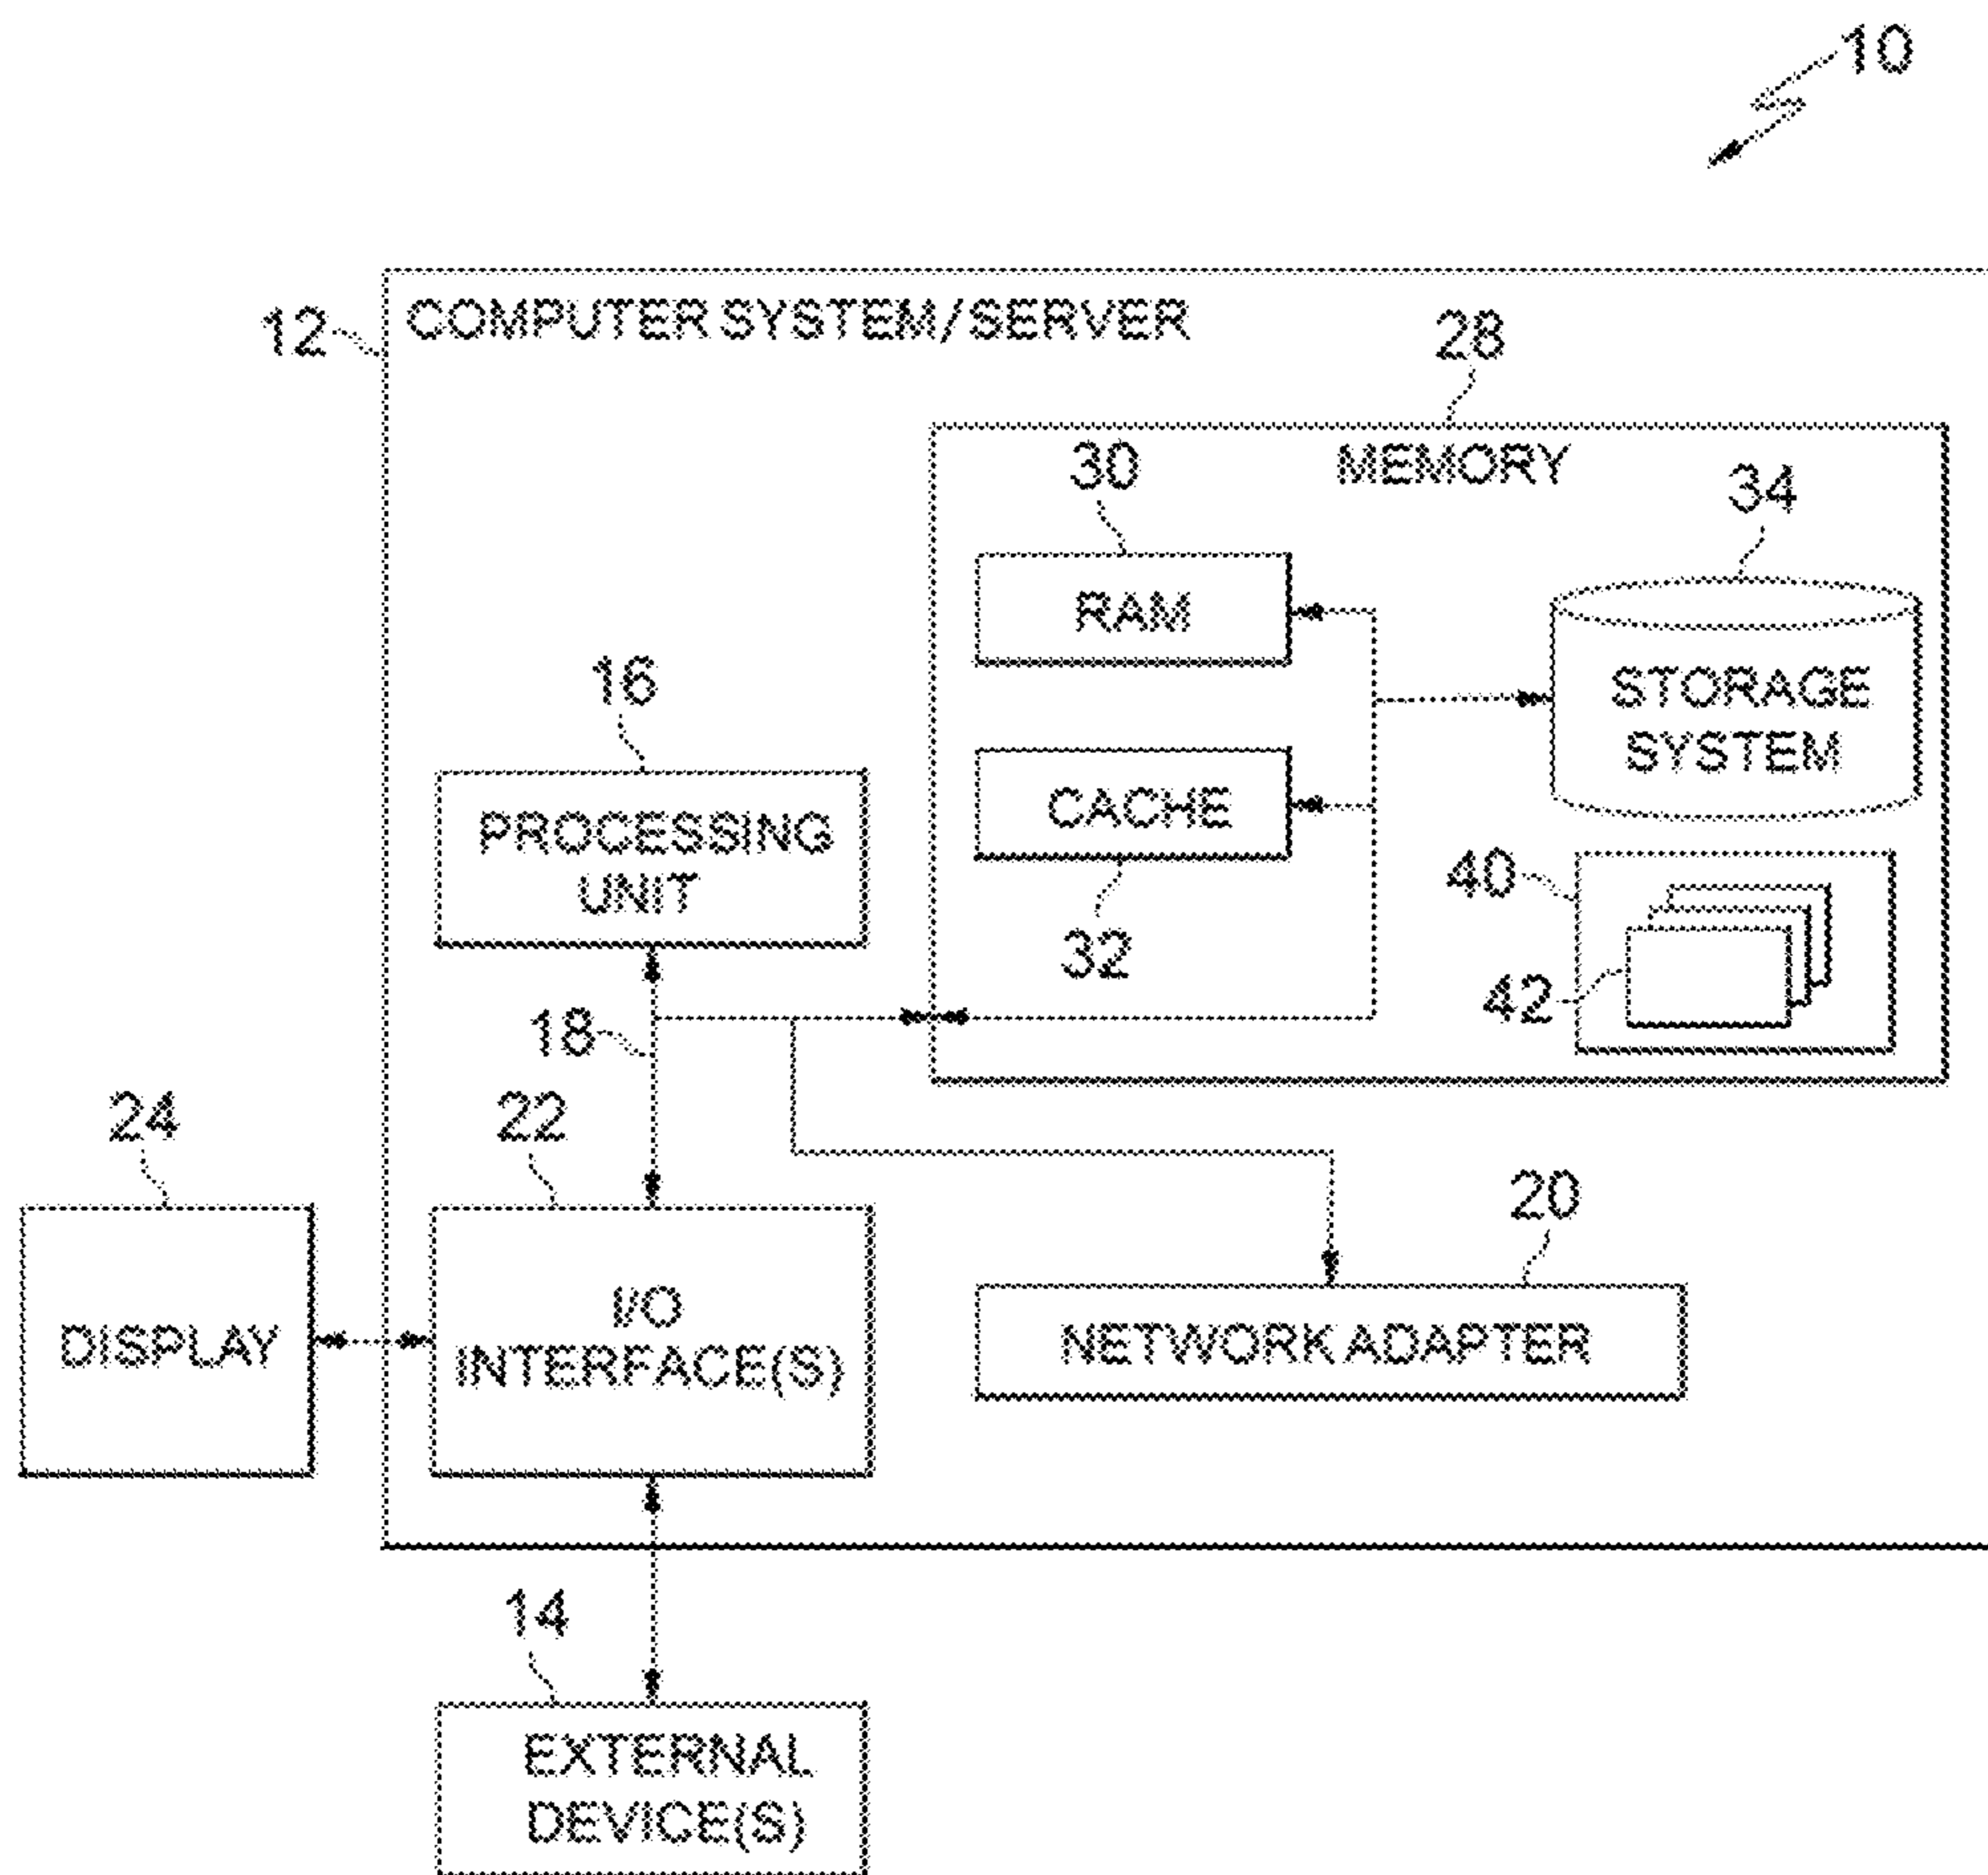 10
12
COMPUTER SYSTEM/SERVER
28
MEMORY
30
34
RAM
STORAGE
SYSTEM
16
PROCESSING
UNIT
CACHE
32
40
42
18
24
22
20
DISPLAY
I/O
INTERFACE(S)
NETWORK ADAPTER
14
EXTERNAL
DEVICE(S)